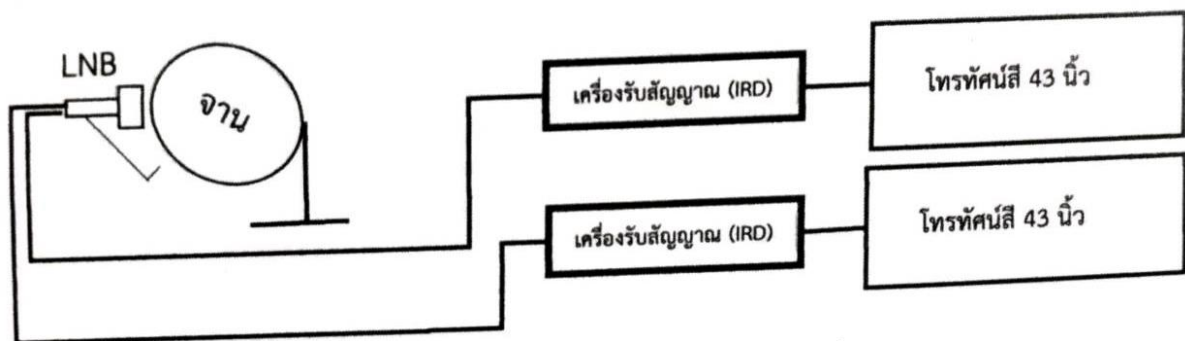 LNB
จาน
เครื่องรับสัญญาณ (IRD)
โทรทัศน์สี 43 นิ้ว
เครื่องรับสัญญาณ (IRD)
โทรทัศน์สี 43 นิ้ว